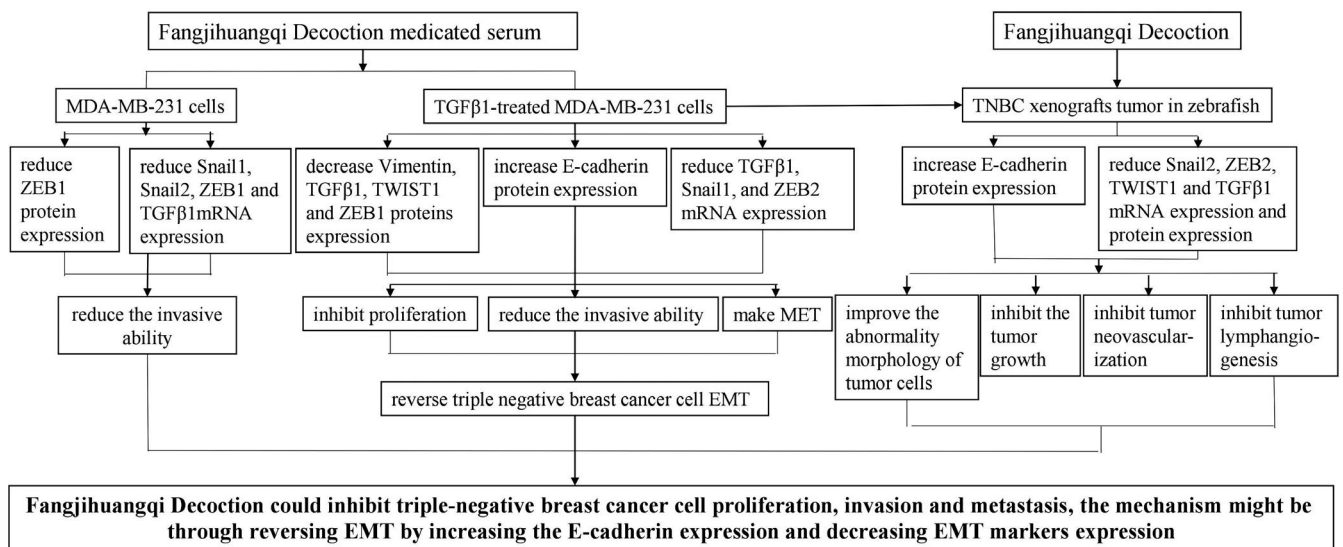 Fangjihuangqi Decoction medicated serum
Fangjihuangqi Decoction
MDA-MB-231 cells
TGFβ1-treated MDA-MB-231 cells
TNBC xenografts tumor in zebrafish
reduce
ZEB1
protein
expression
reduce Snail1,
Snail2, ZEB1 and
TGFβ1mRNA
expression
decrease Vimentin,
TGFβ1, TWIST1
and ZEB1 proteins
expression
increase E-cadherin
protein expression
reduce TGFβ1,
Snail1, and ZEB2
mRNA expression
increase E-cadherin
protein expression
reduce Snail2, ZEB2,
TWIST1 and TGFβ1
mRNA expression and
protein expression
reduce the invasive
ability
inhibit proliferation
reduce the invasive ability
make MET
improve the
abnormality
morphology of
tumor cells
inhibit the
tumor
growth
inhibit tumor
neovascular-
ization
inhibit tumor
lymphangio-
genesis
reverse triple negative breast cancer cell EMT
Fangjihuangqi Decoction could inhibit triple-negative breast cancer cell proliferation, invasion and metastasis, the mechanism might be
through reversing EMT by increasing the E-cadherin expression and decreasing EMT markers expression